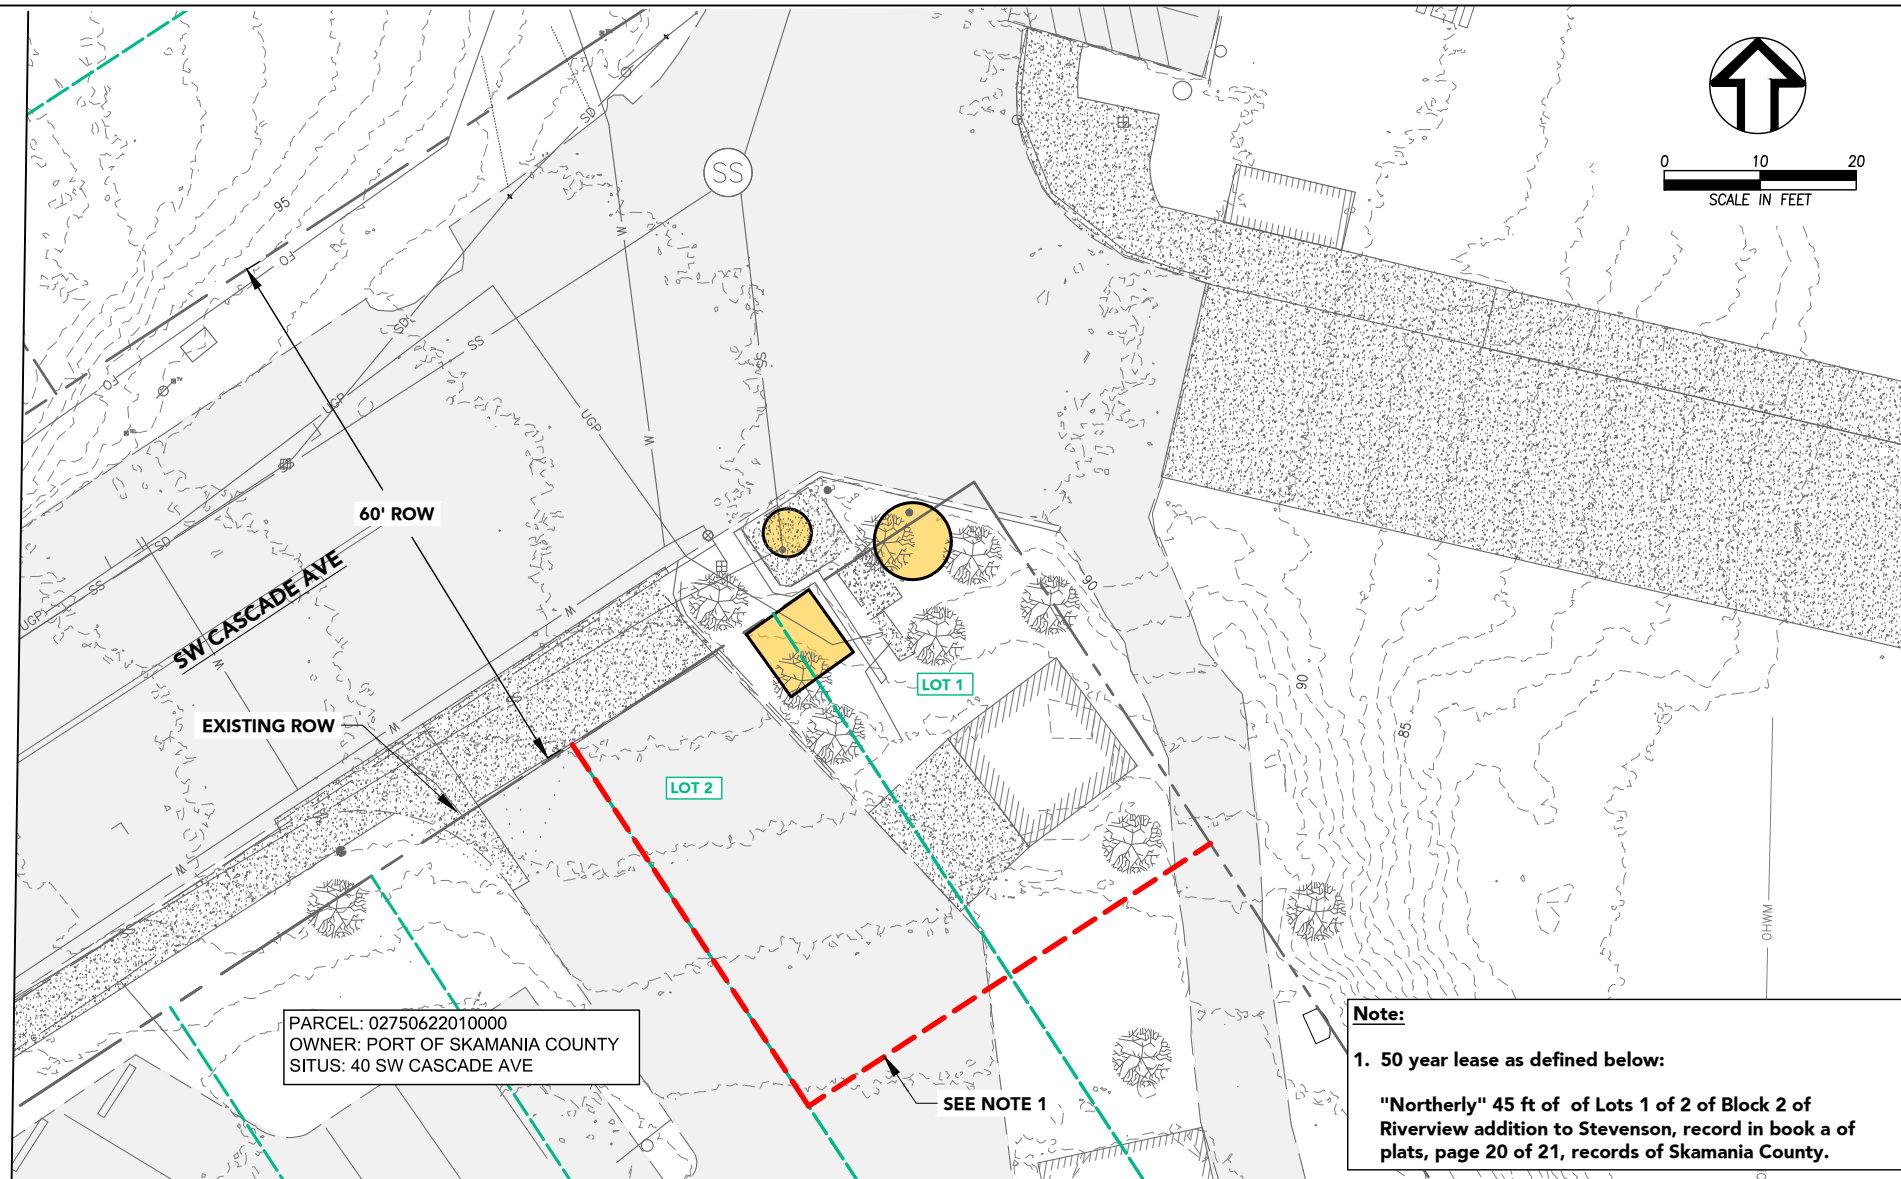 0 10 20
SCALE IN FEET
SS
95
FO
SD
SD
W
SS
SS
FO
UGP
UGP
W
60' ROW
SD
SS
UGP
SW CASCADE AVE
W
W
W
W
EXISTING ROW
90
LOT 1
90
85
LOT 2
SS
OHWM
PARCEL: 02750622010000
OWNER: PORT OF SKAMANIA COUNTY
SITUS: 40 SW CASCADE AVE
SEE NOTE 1
Note:
1. 50 year lease as defined below:
"Northerly" 45 ft of of Lots 1 of 2 of Block 2 of
Riverview addition to Stevenson, record in book a of
plats, page 20 of 21, records of Skamania County.